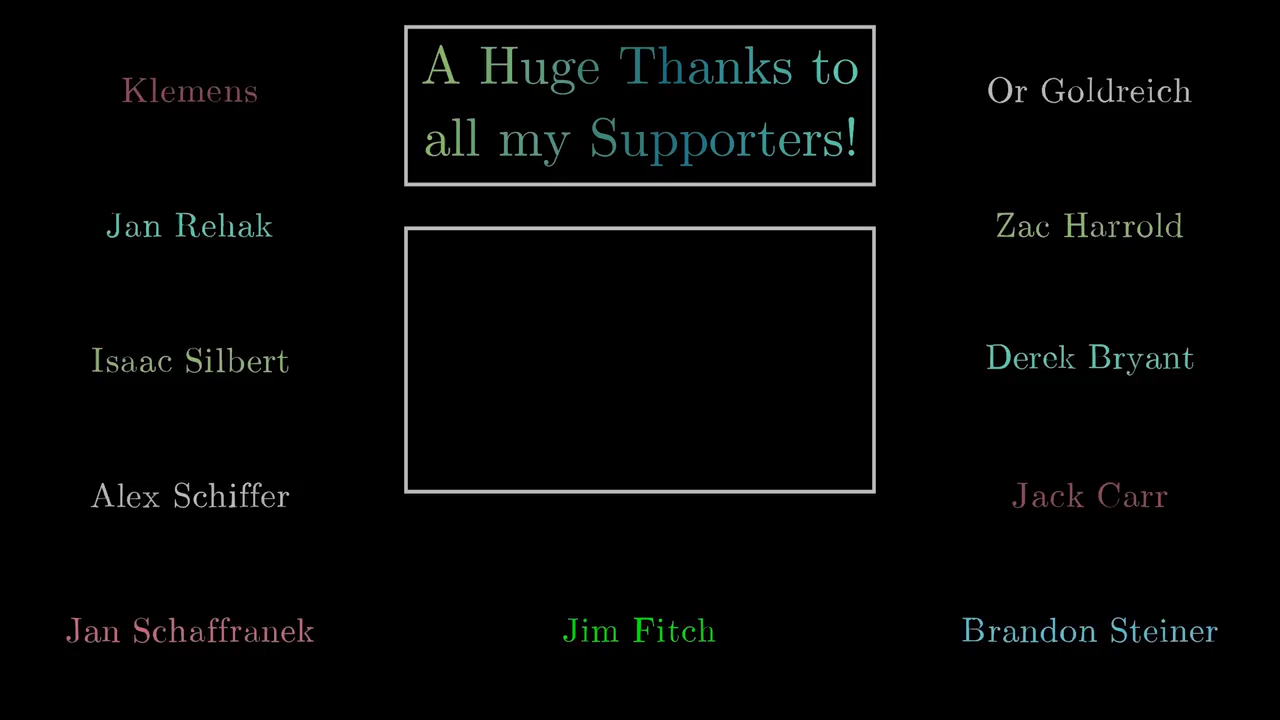 A Huge Thanks to
all my Supporters!
Klemens
Or Goldreich
Jan Rehak
Zac Harrold
Isaac Silbert
Derek Bryant
Alex Schiffer
Jack Carr
Jan Schaffranek
Jim Fitch
Brandon Steiner